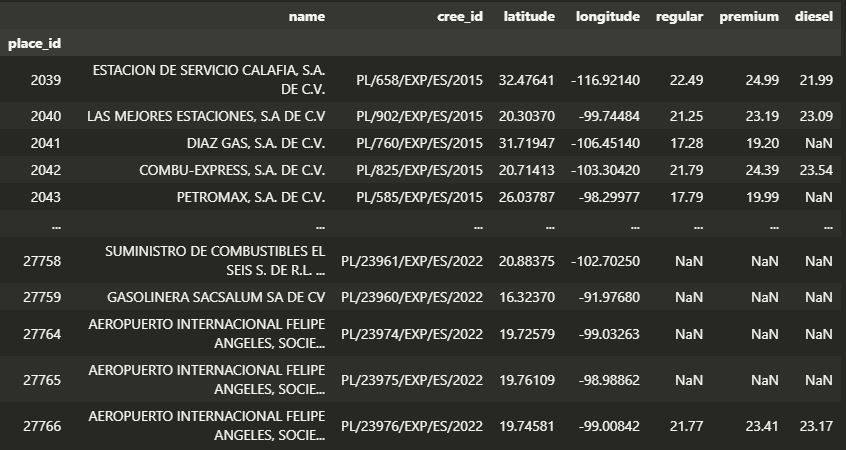 name cree_id latitude longitude regular premium diesel
place_id
2039 ESTACION DE SERVICIO CALAFIA, S.A. DE C.V. PL/658/EXP/ES/2015 32.47641 -116.92140 22.49 24.99 21.99
2040 LAS MEJORES ESTACIONES, S.A DE C.V PL/902/EXP/ES/2015 20.30370 -99.74484 21.25 23.19 23.09
2041 DIAZ GAS, S.A. DE C.V. PL/760/EXP/ES/2015 31.71947 -106.45140 17.28 19.20 NaN
2042 COMBU-EXPRESS, S.A. DE C.V. PL/825/EXP/ES/2015 20.71413 -103.30420 21.79 24.39 23.54
2043 PETROMAX, S.A. DE C.V. PL/585/EXP/ES/2015 26.03787 -98.29977 17.79 19.99 NaN
... ... ... ... ... ... ... ...
27758 SUMINISTRO DE COMBUSTIBLES EL SEIS S. DE R.L. ... PL/23961/EXP/ES/2022 20.88375 -102.70250 NaN NaN NaN
27759 GASOLINERA SACSALUM SA DE CV PL/23960/EXP/ES/2022 16.32370 -91.97680 NaN NaN NaN
27764 AEROPUERTO INTERNACIONAL FELIPE ANGELES, SOCIE... PL/23974/EXP/ES/2022 19.72579 -99.03263 NaN NaN NaN
27765 AEROPUERTO INTERNACIONAL FELIPE ANGELES, SOCIE... PL/23975/EXP/ES/2022 19.76109 -98.98862 NaN NaN NaN
27766 AEROPUERTO INTERNACIONAL FELIPE ANGELES, SOCIE... PL/23976/EXP/ES/2022 19.74581 -99.00842 21.77 23.41 23.17